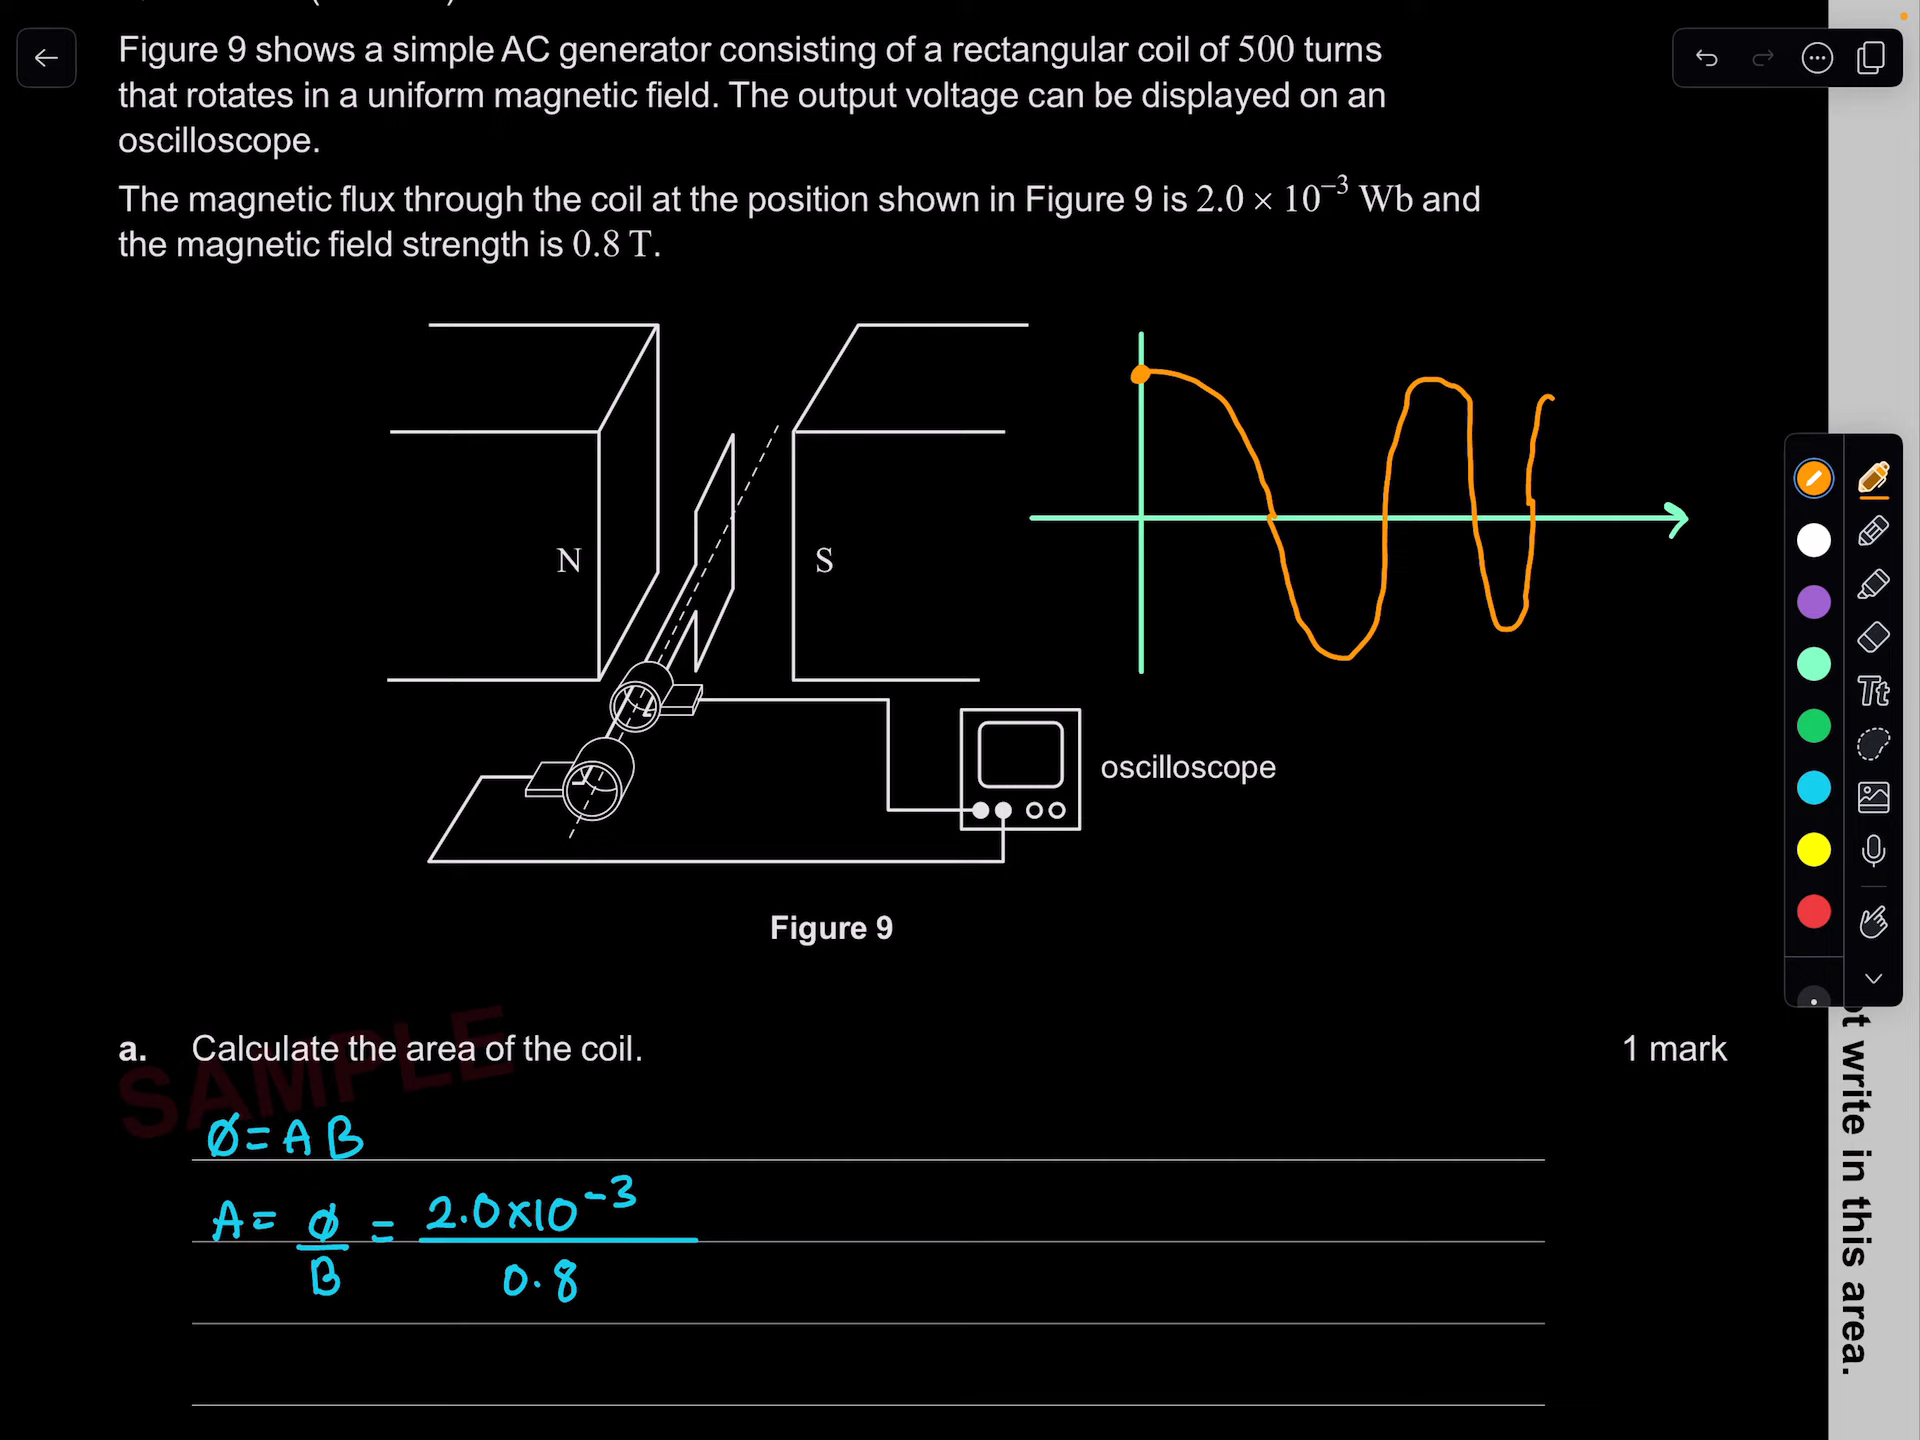 Figure 9 shows a simple AC generator consisting of a rectangular coil of 500 turns
that rotates in a uniform magnetic field. The output voltage can be displayed on an
oscilloscope.
The magnetic flux through the coil at the position shown in Figure 9 is 2.0 × 10⁻³ Wb and
the magnetic field strength is 0.8 T.
N
S
oscilloscope
Figure 9
Tt
SAMPLE
a. Calculate the area of the coil. 1 mark
Ø = A B
A = Ø/B = 2.0×10⁻³/0.8
write in this area.